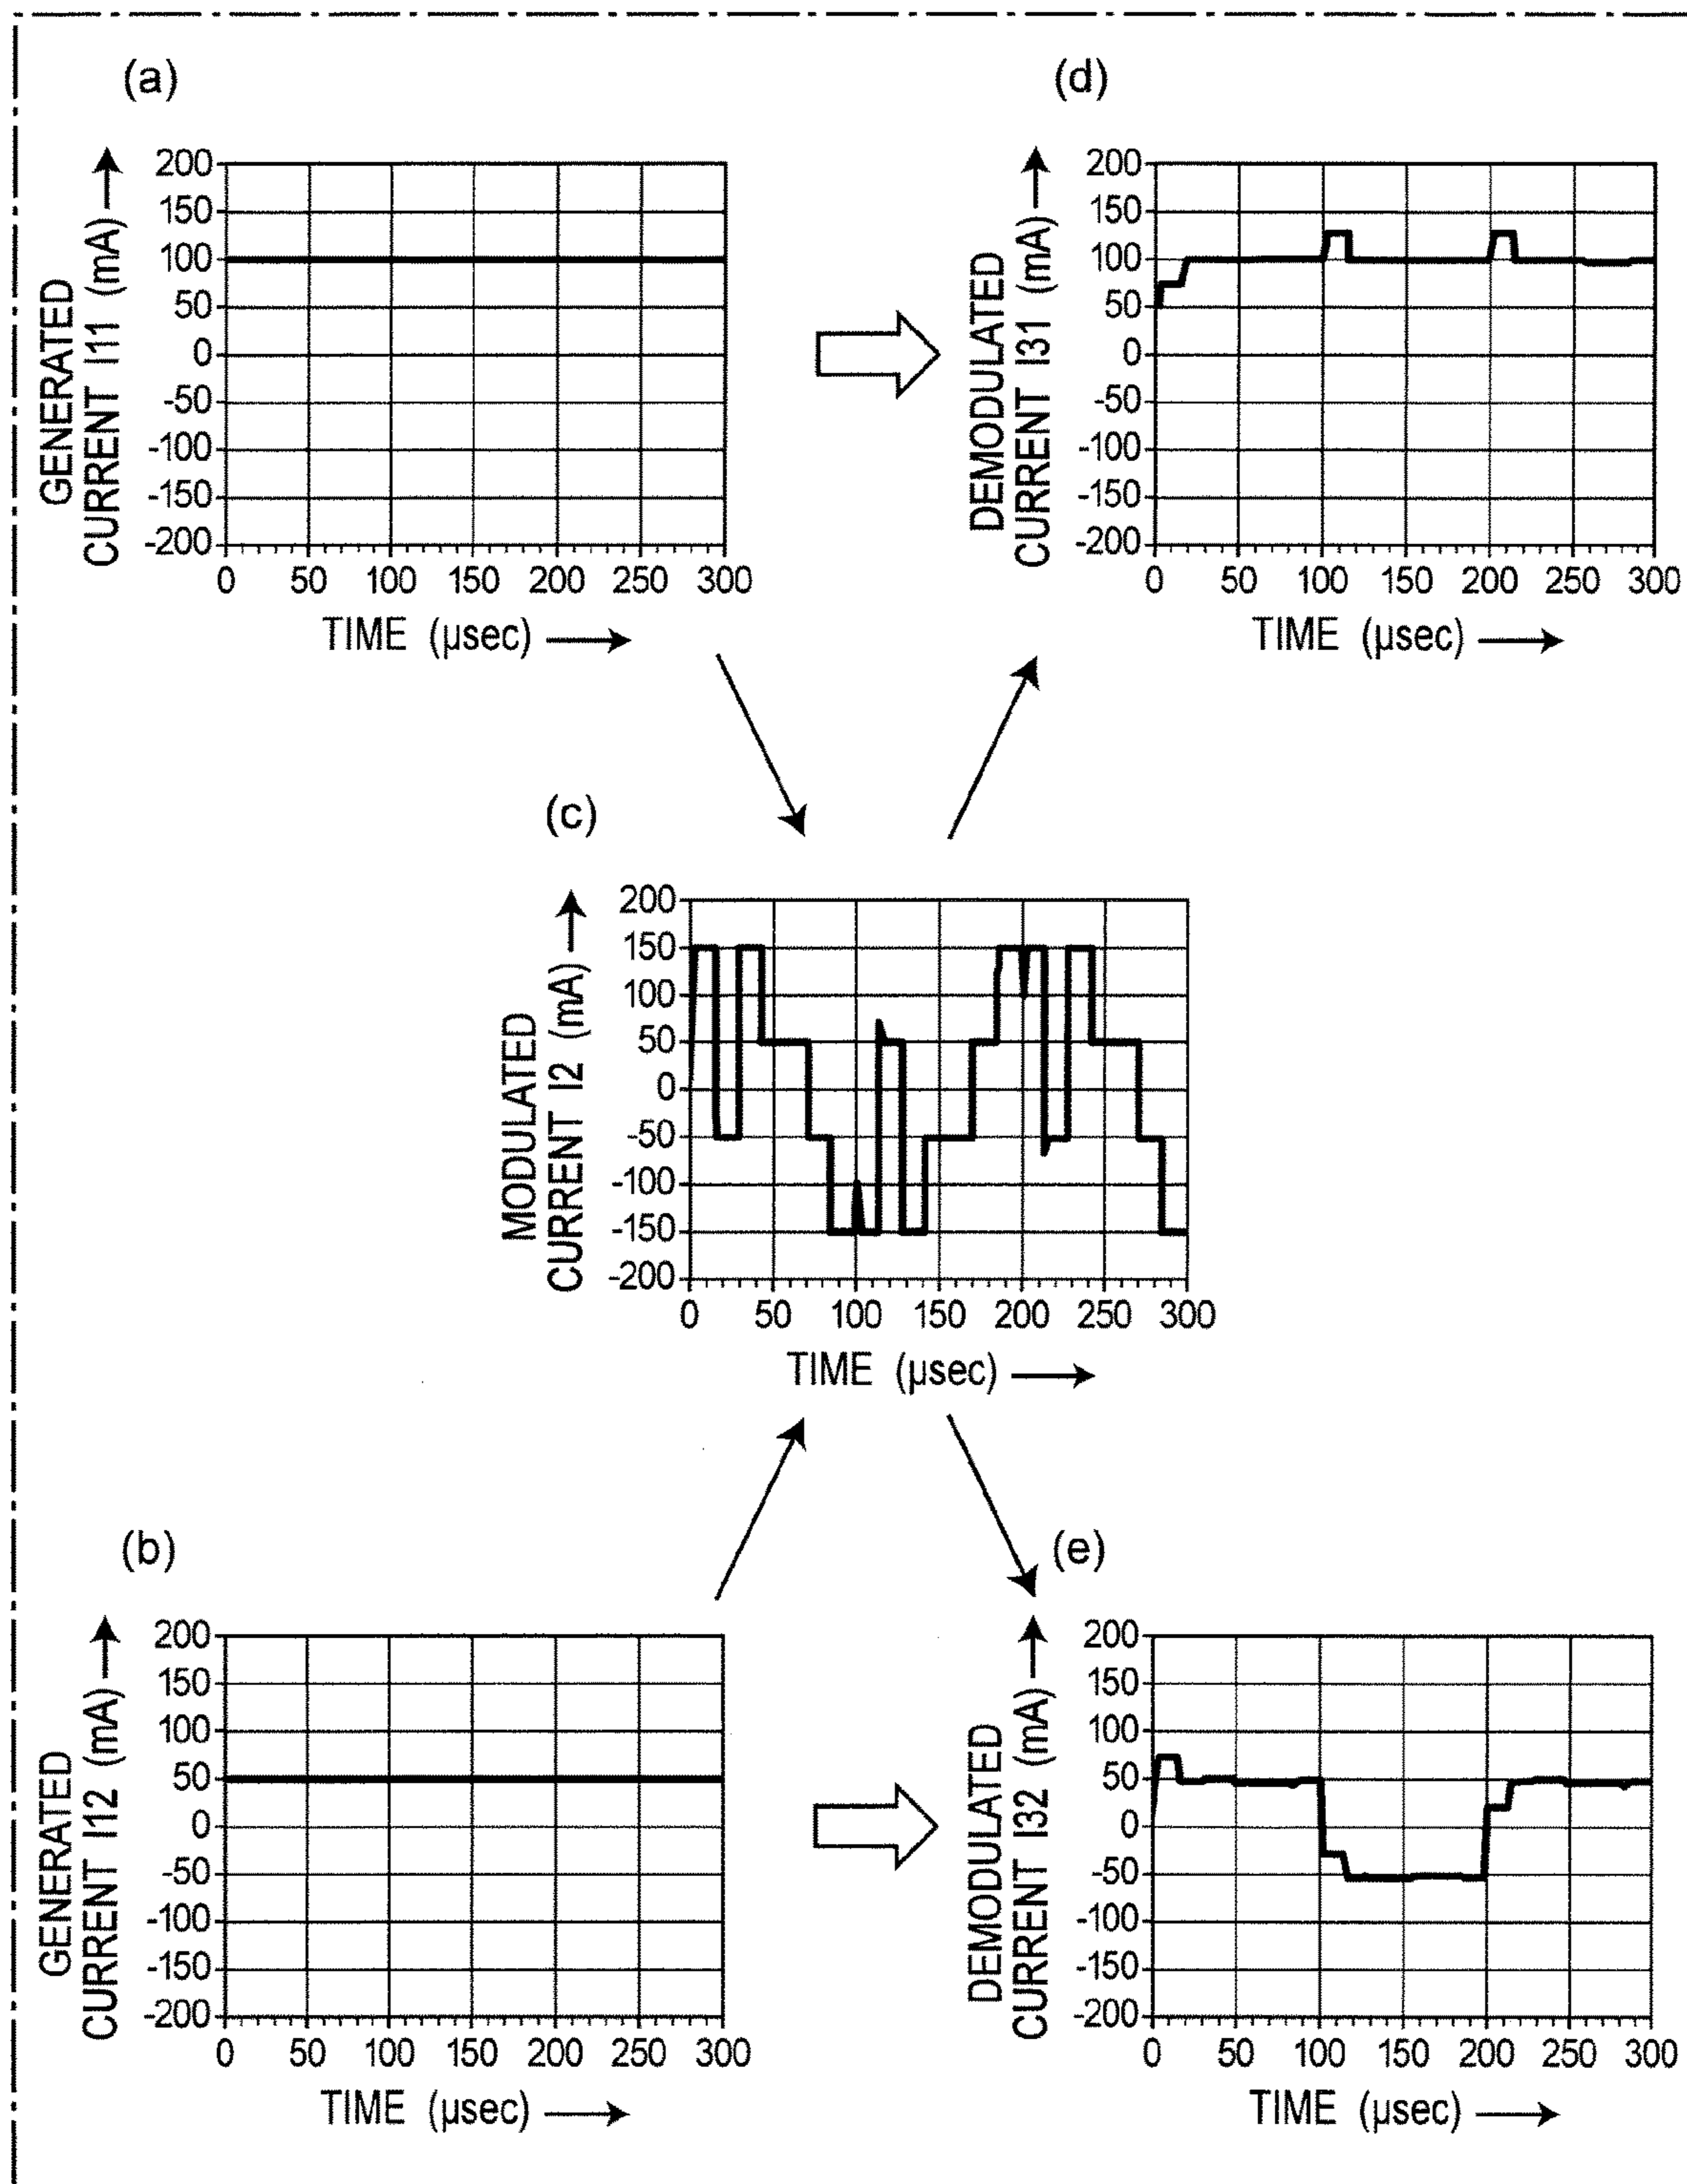 (a)
GENERATED
CURRENT I11 (mA)
200
150
100
50
0
-50
-100
-150
-200
0 50 100 150 200 250 300
TIME (μsec)
(d)
DEMODULATED
CURRENT I31 (mA)
200
150
100
50
0
-50
-100
-150
-200
0 50 100 150 200 250 300
TIME (μsec)
(c)
MODULATED
CURRENT I2 (mA)
200
150
100
50
0
-50
-100
-150
-200
0 50 100 150 200 250 300
TIME (μsec)
(b)
GENERATED
CURRENT I12 (mA)
200
150
100
50
0
-50
-100
-150
-200
0 50 100 150 200 250 300
TIME (μsec)
(e)
DEMODULATED
CURRENT I32 (mA)
200
150
100
50
0
-50
-100
-150
-200
0 50 100 150 200 250 300
TIME (μsec)